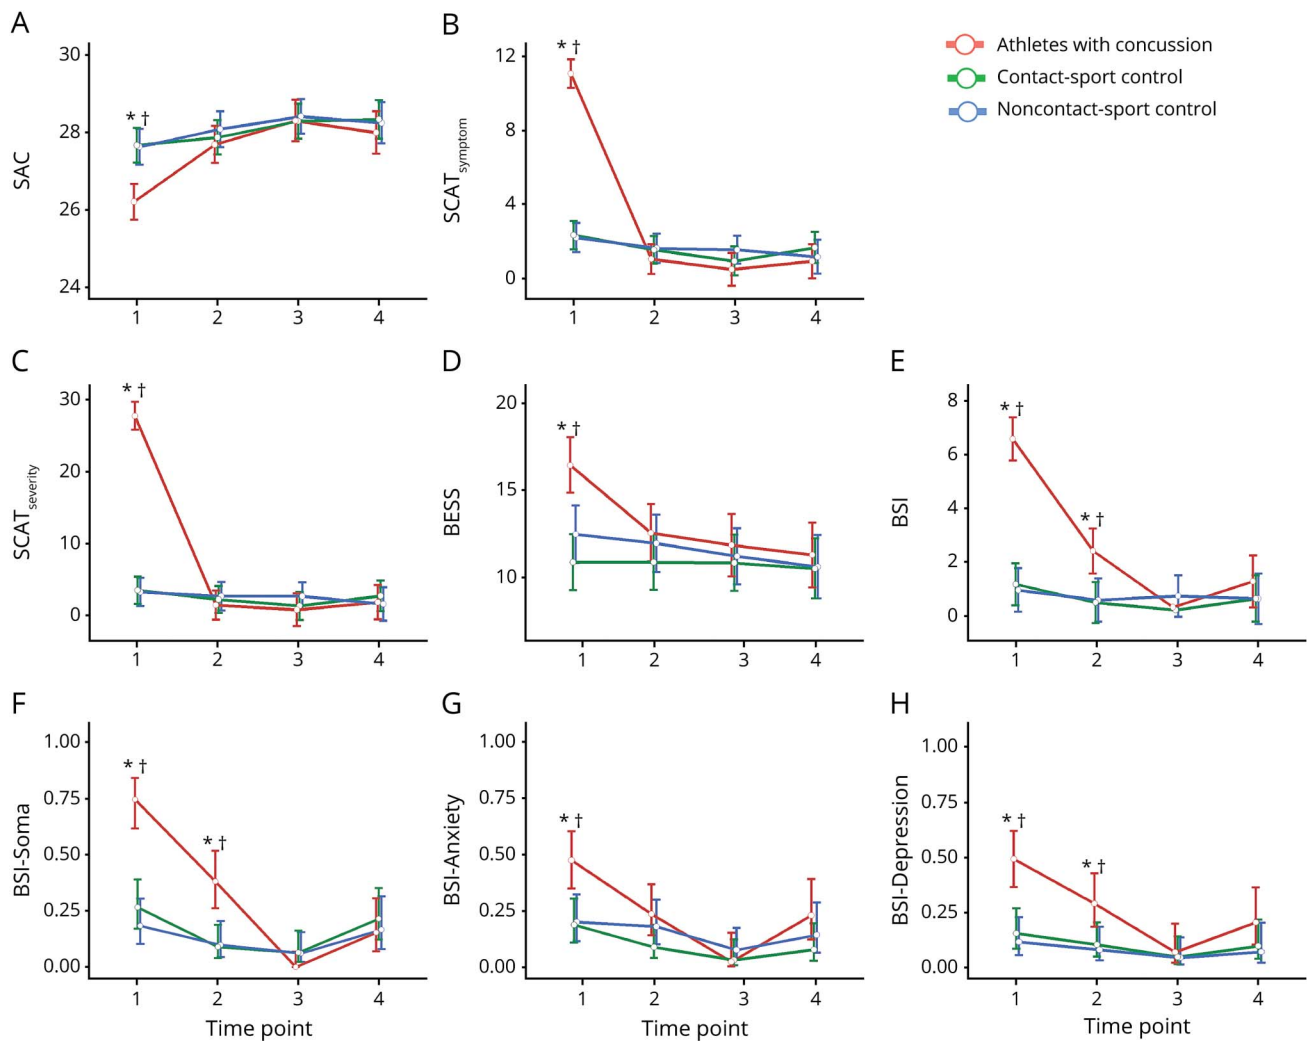 A
B
Athletes with concussion
Contact-sport control
Noncontact-sport control
SAC
30
28
26
24
* †
1 2 3 4
SCATsymptom
12
8
4
0
* †
1 2 3 4
C
D
E
SCATseverity
30
20
10
0
* †
1 2 3 4
BESS
20
15
10
* †
1 2 3 4
BSI
8
6
4
2
0
* †
* †
1 2 3 4
F
G
H
BSI-Soma
1.00
0.75
0.50
0.25
0.00
* †
* †
1 2 3 4
Time point
BSI-Anxiety
1.00
0.75
0.50
0.25
0.00
* †
1 2 3 4
Time point
BSI-Depression
1.00
0.75
0.50
0.25
0.00
* †
* †
1 2 3 4
Time point